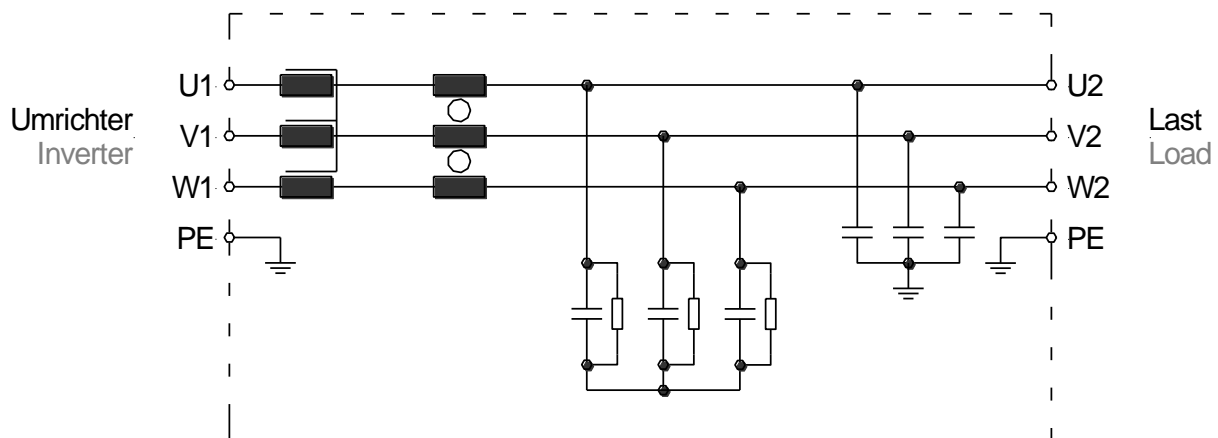 U1 U2
Umrichter V1 V2 Last
Inverter Load
W1 W2
PE PE